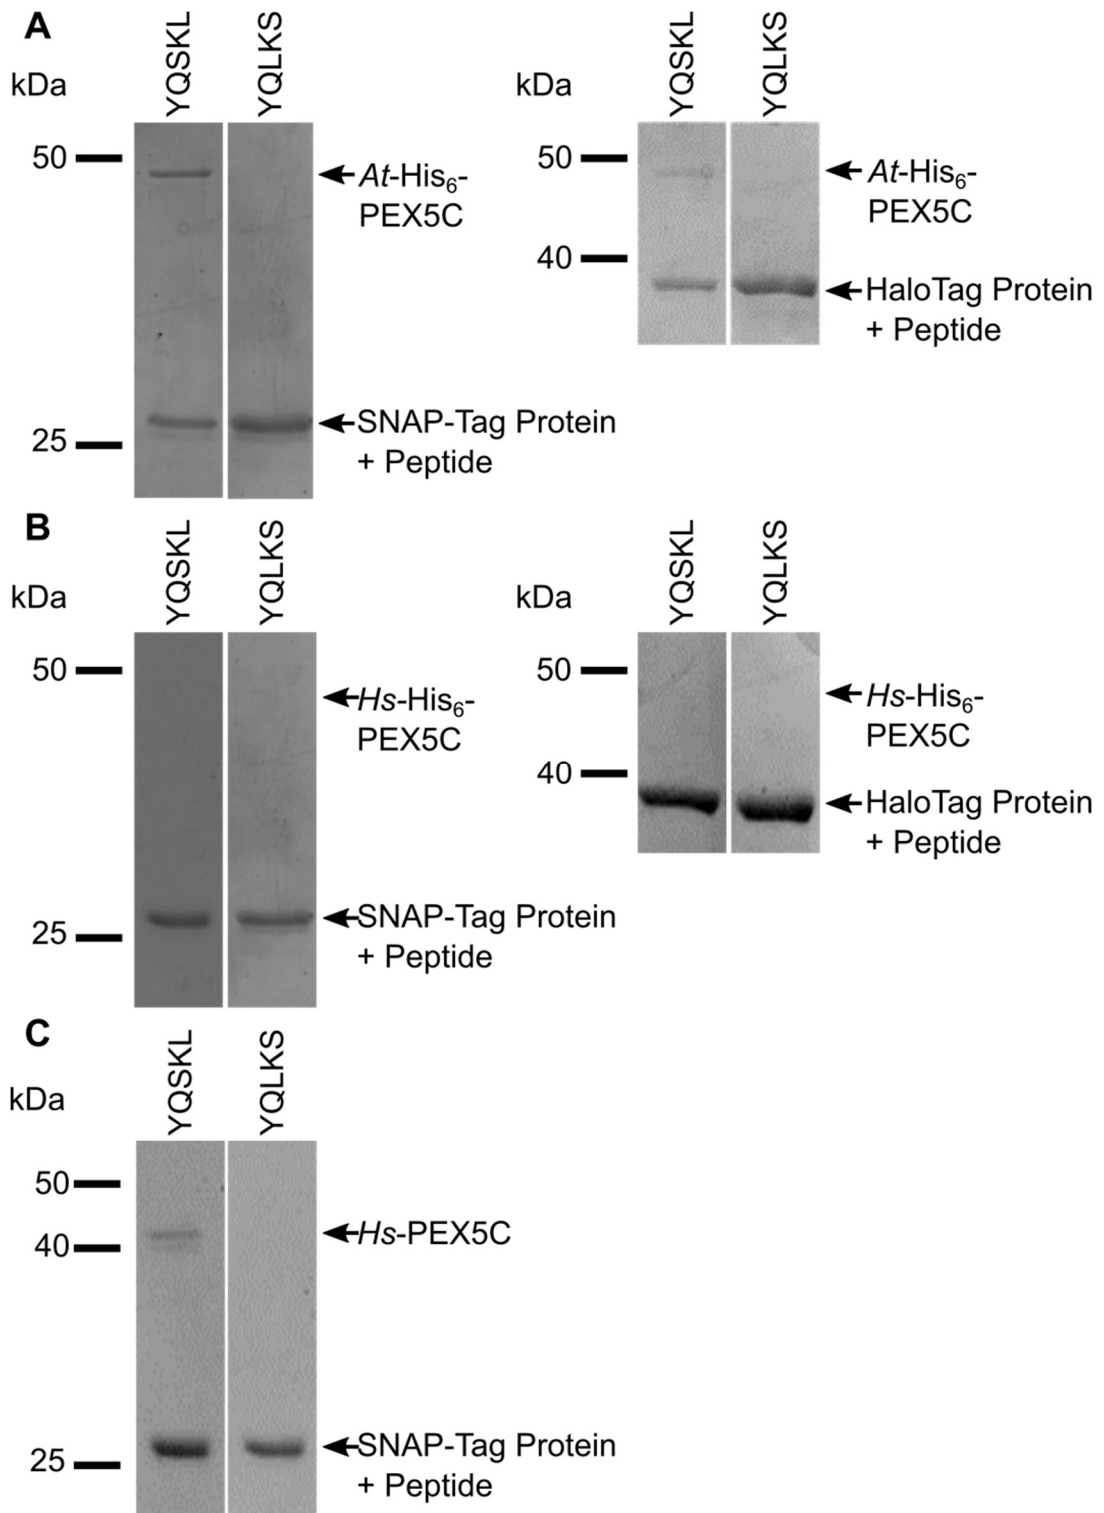 A
kDa
YQSKL
YQLKS
50
At-His6-
PEX5C
25
SNAP-Tag Protein
+ Peptide
kDa
YQSKL
YQLKS
50
At-His6-
PEX5C
40
HaloTag Protein
+ Peptide
B
kDa
YQSKL
YQLKS
50
Hs-His6-
PEX5C
25
SNAP-Tag Protein
+ Peptide
kDa
YQSKL
YQLKS
50
Hs-His6-
PEX5C
40
HaloTag Protein
+ Peptide
C
kDa
YQSKL
YQLKS
50
40
Hs-PEX5C
25
SNAP-Tag Protein
+ Peptide